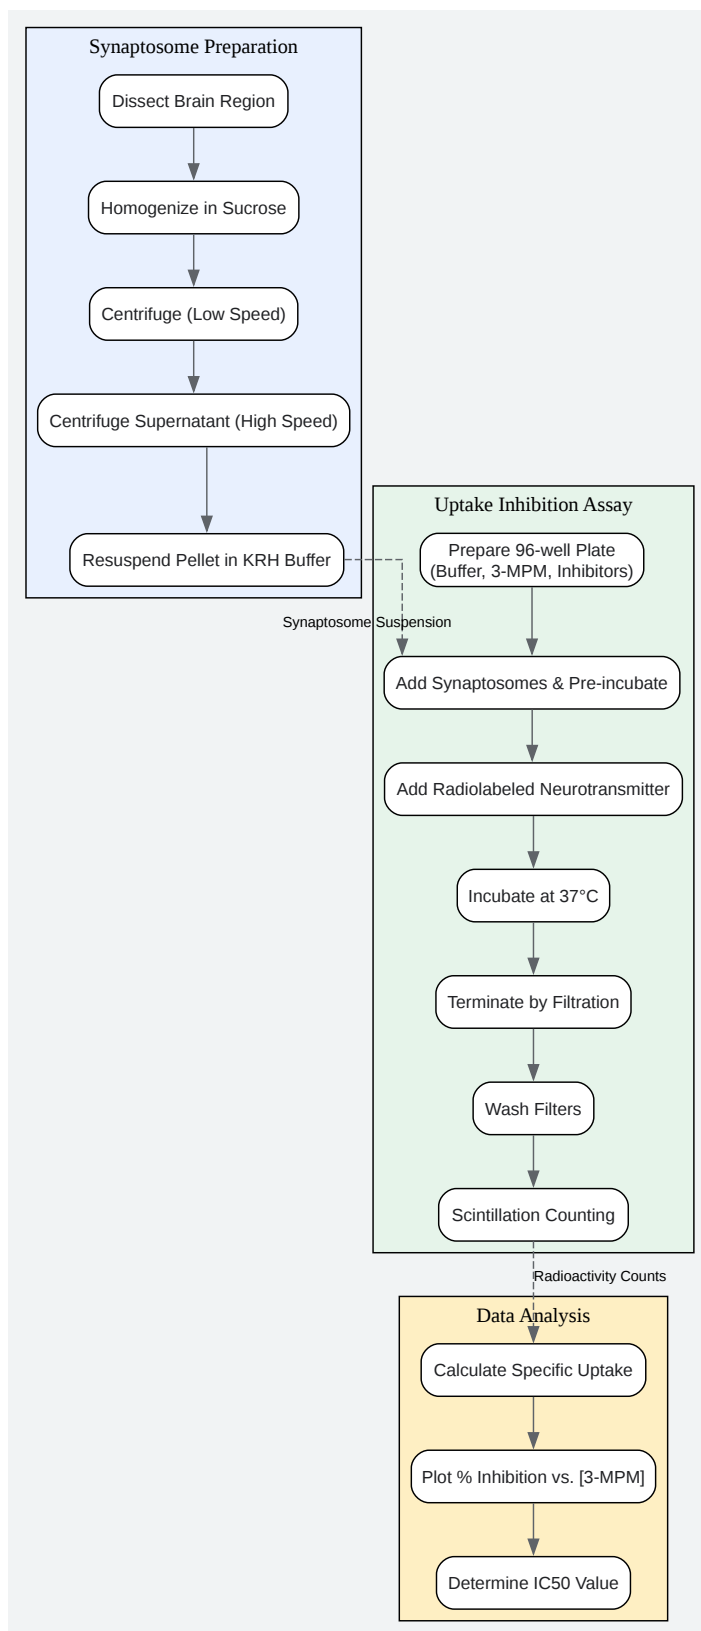 Synaptosome Preparation
Dissect Brain Region
Homogenize in Sucrose
Centrifuge (Low Speed)
Centrifuge Supernatant (High Speed)
Resuspend Pellet in KRH Buffer
Synaptosome Suspension
Uptake Inhibition Assay
Prepare 96-well Plate
(Buffer, 3-MPM, Inhibitors)
Add Synaptosomes & Pre-incubate
Add Radiolabeled Neurotransmitter
Incubate at 37°C
Terminate by Filtration
Wash Filters
Scintillation Counting
Radioactivity Counts
Data Analysis
Calculate Specific Uptake
Plot % Inhibition vs. [3-MPM]
Determine IC50 Value